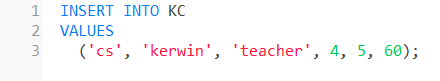 1 INSERT INTO KC
2 VALUES
3 ('cs', 'kerwin', 'teacher', 4, 5, 60);